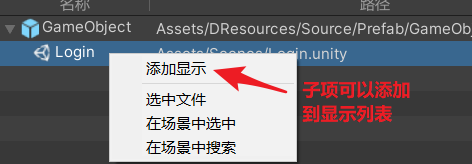 名称 路径
GameObject Assets/DResources/Source/Prefab/GameObj
Login Assets/Scene/Login.unity
添加显示
选中文件
在场景中选中
在场景中搜索
子项可以添加
到显示列表